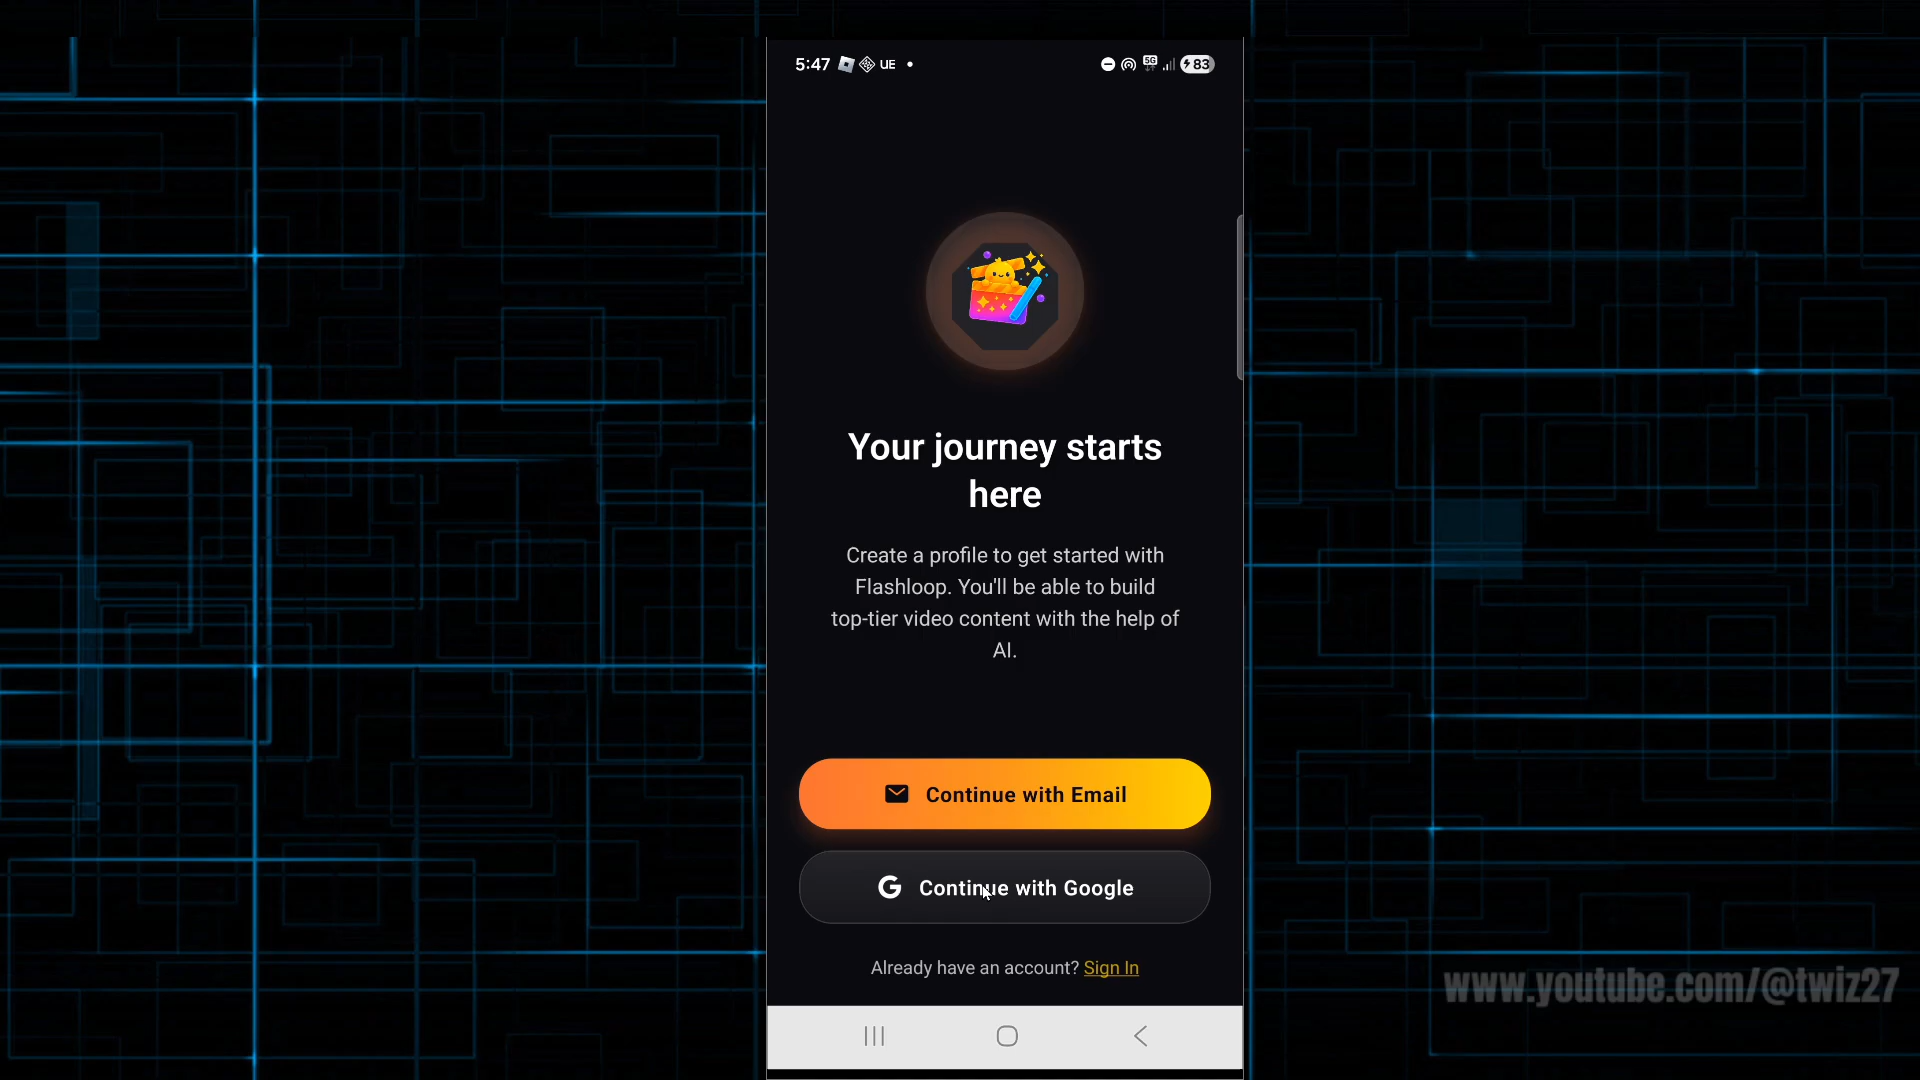 5:47 UE
5G 83
Your journey starts
here
Create a profile to get started with
Flashloop. You'll be able to build
top-tier video content with the help of
AI.
Continue with Email
G Continue with Google
Already have an account? Sign In
www.youtube.com/@twiz27